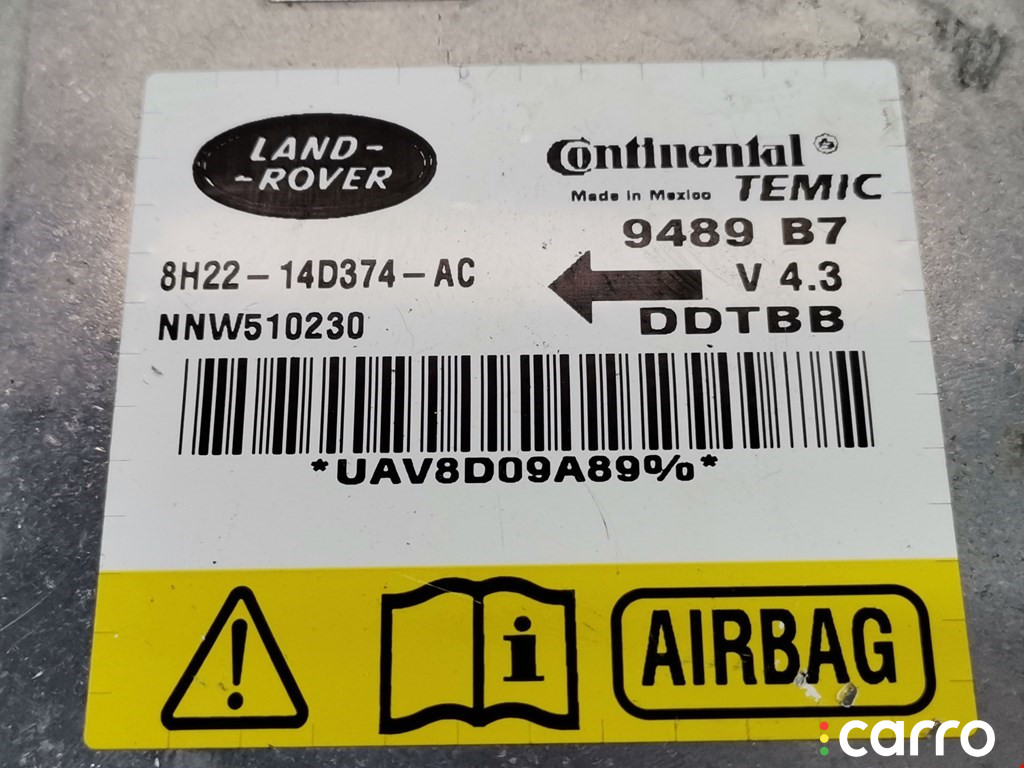 LAND-
-ROVER
Continental
Made in Mexico TEMIC
9489 B7
8H22-14D374-AC
V 4.3
NNW510230
DDTBB
*UAV8D09A89%*
AIRBAG
carro